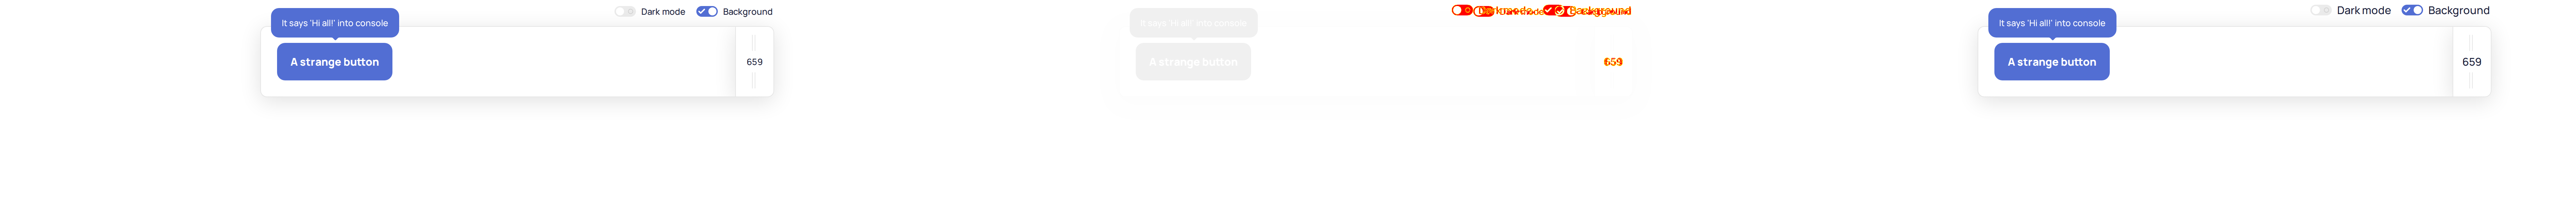 Dark mode Background
It says 'Hi all!' into console
A strange button
659
Dark mode Background
It says 'Hi all!' into console
A strange button
659
Dark mode Background
It says 'Hi all!' into console
A strange button
659